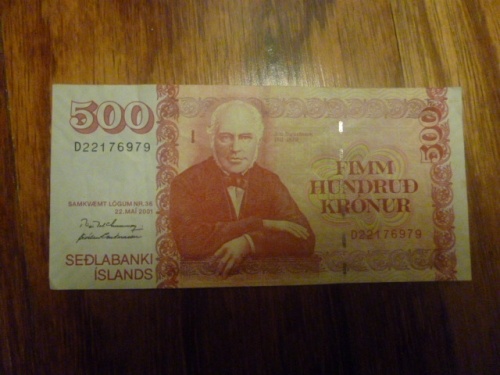 500
D22176979
SAMKVÆMT LÖGUM NR. 36
22. MAÍ 2001
SEÐLABANKI
ÍSLANDS
500
FIMM
HUNDRUÐ
KRÓNUR
D22176979